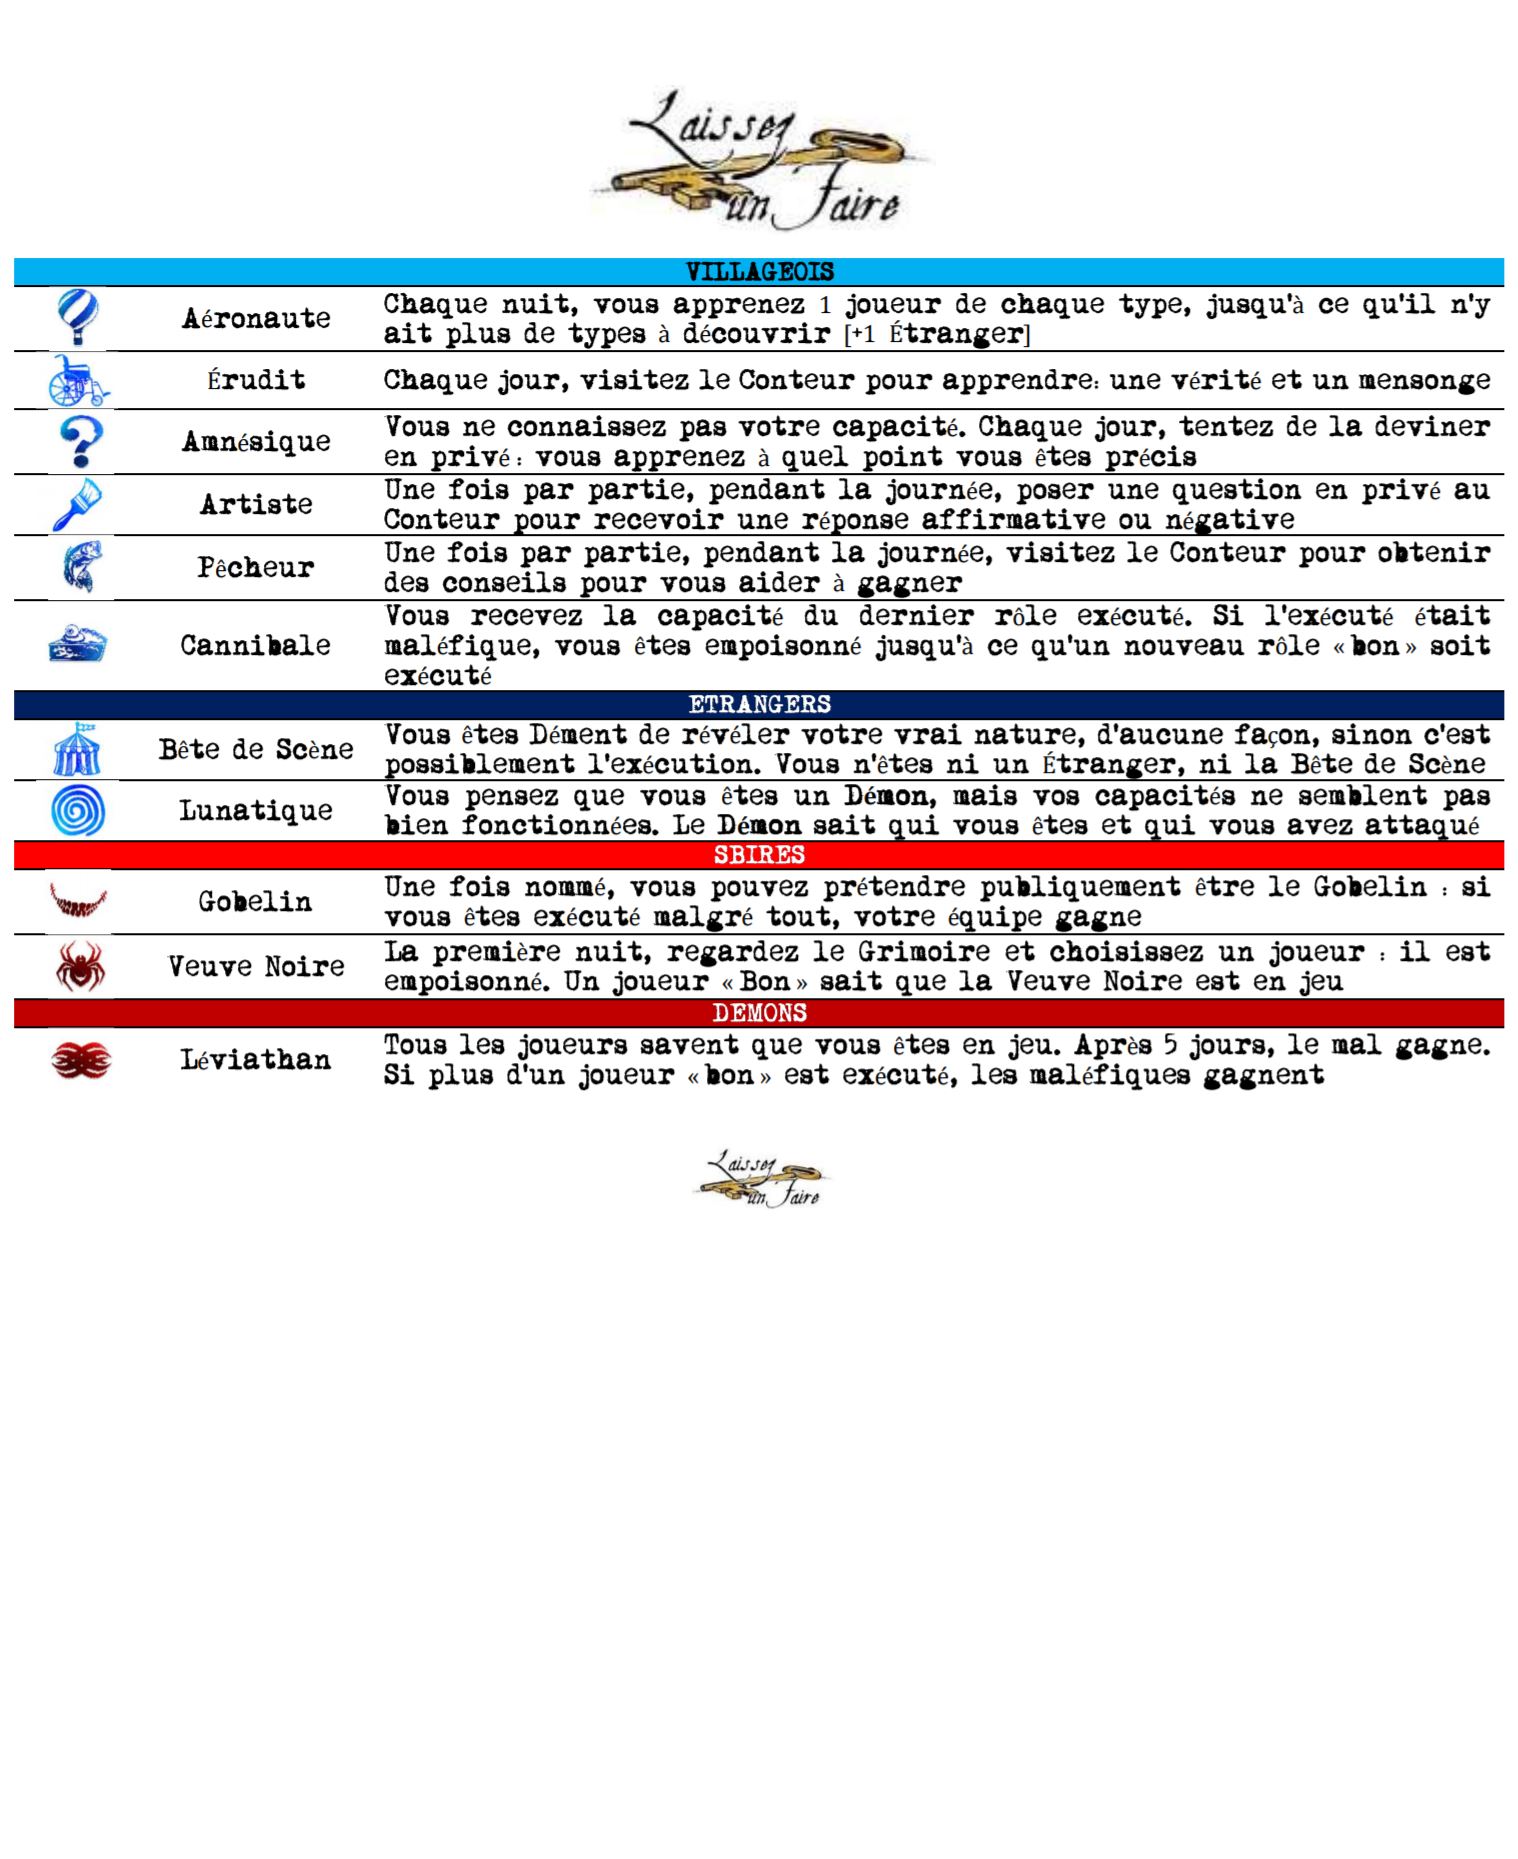 Laissez
un Faire
VILLAGEOIS
Aéronaute
Chaque nuit, vous apprenez 1 joueur de chaque type, jusqu'à ce qu'il n'y
ait plus de types à découvrir [+1 Étranger]
Érudit
Chaque jour, visitez le Conteur pour apprendre: une vérité et un mensonge
Amnésique
Vous ne connaissez pas votre capacité. Chaque jour, tentez de la deviner
en privé : vous apprenez à quel point vous êtes précis
Artiste
Une fois par partie, pendant la journée, poser une question en privé au
Conteur pour recevoir une réponse affirmative ou négative
Pêcheur
Une fois par partie, pendant la journée, visitez le Conteur pour obtenir
des conseils pour vous aider à gagner
Cannibale
Vous recevez la capacité du dernier rôle exécuté. Si l'exécuté était
maléfique, vous êtes empoisonné jusqu'à ce qu'un nouveau rôle « bon » soit
exécuté
ETRANGERS
Bête de Scène
Vous êtes Dément de révéler votre vrai nature, d'aucune façon, sinon c'est
possiblement l'exécution. Vous n'êtes ni un Étranger, ni la Bête de Scène
Lunatique
Vous pensez que vous êtes un Démon, mais vos capacités ne semblent pas
bien fonctionnées. Le Démon sait qui vous êtes et qui vous avez attaqué
SBIRES
Gobelin
Une fois nommé, vous pouvez prétendre publiquement être le Gobelin : si
vous êtes exécuté malgré tout, votre équipe gagne
Veuve Noire
La première nuit, regardez le Grimoire et choisissez un joueur : il est
empoisonné. Un joueur « Bon » sait que la Veuve Noire est en jeu
DEMONS
Léviathan
Tous les joueurs savent que vous êtes en jeu. Après 5 jours, le mal gagne.
Si plus d'un joueur « bon » est exécuté, les maléfiques gagnent
Laissez
un Faire